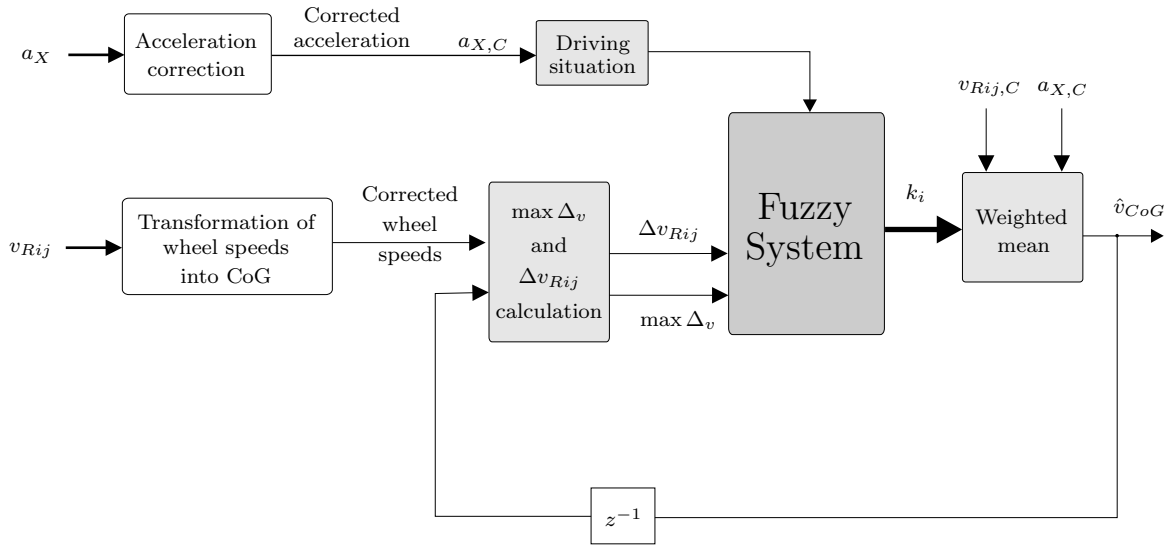 a_X
Acceleration
correction
Corrected
acceleration
a_{X,C}
Driving
situation
v_{Rij,C}
a_{X,C}
v_{Rij}
Transformation of
wheel speeds
into CoG
Corrected
wheel
speeds
max Δ_v
and
Δv_{Rij}
calculation
Δv_{Rij}
max Δ_v
Fuzzy
System
k_i
Weighted
mean
v̂_{CoG}
z^{-1}